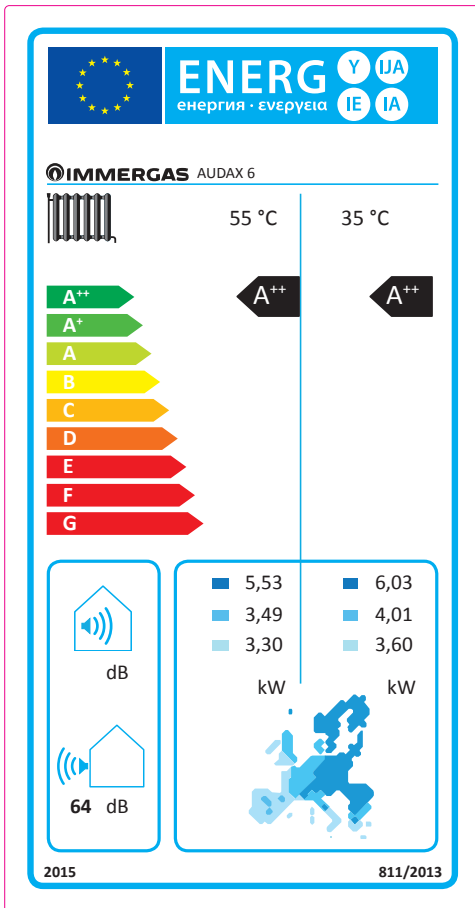 ENERG Y IJA
енергия · ενεργεια IE IA
IMMERGAS AUDAX 6
55 °C 35 °C
A++ A++ A++
A+
A
B
C
D
E
F
G
5,53 6,03
3,49 4,01
3,30 3,60
kW kW
dB
64 dB
2015 811/2013